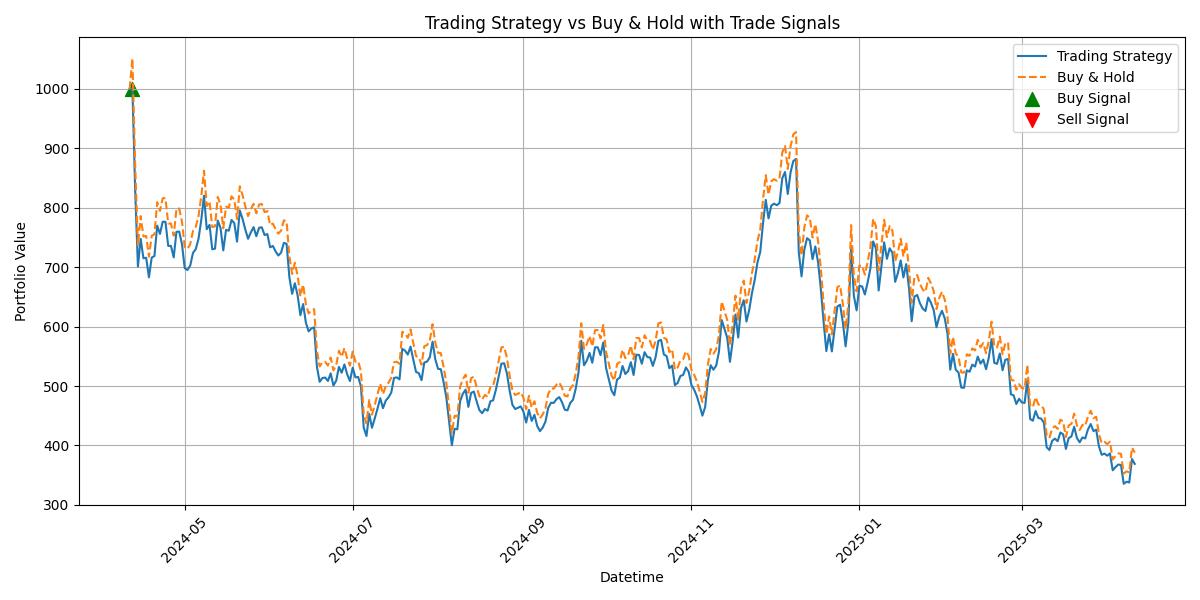 Trading Strategy vs Buy & Hold with Trade Signals
Portfolio Value
1000
900
800
700
600
500
400
300
Trading Strategy
Buy & Hold
Buy Signal
Sell Signal
2024-05
2024-07
2024-09
2024-11
2025-01
2025-03
Datetime